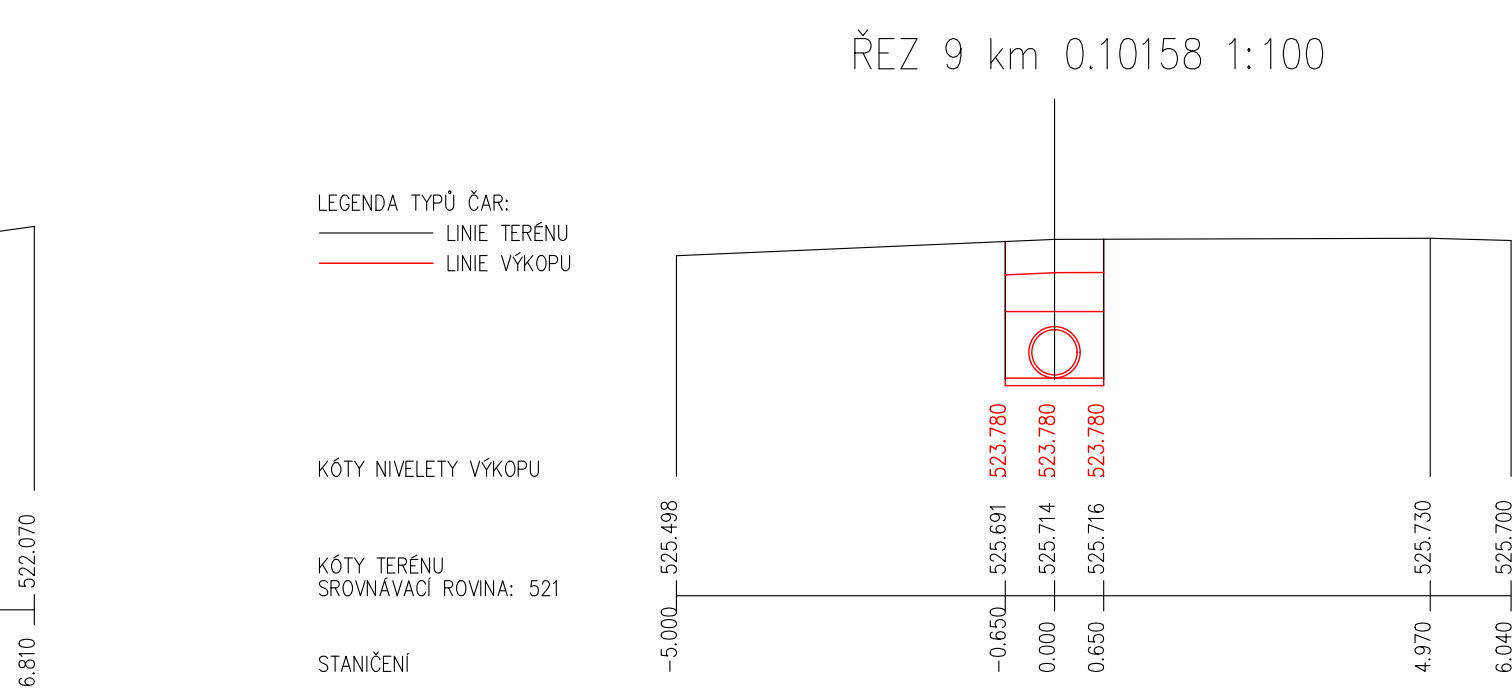 ŘEZ 9 km 0.10158 1:100
LEGENDA TYPŮ ČAR:
LINIE TERÉNU
LINIE VÝKOPU
KÓTY NIVELETY VÝKOPU
523.780
523.780
523.780
KÓTY TERÉNU
SROVNÁVACÍ ROVINA: 521
522.070
525.498
525.691
525.714
525.716
525.730
525.700
STANIČENÍ
6.810
-5.000
-0.650
0.000
0.650
4.970
6.040